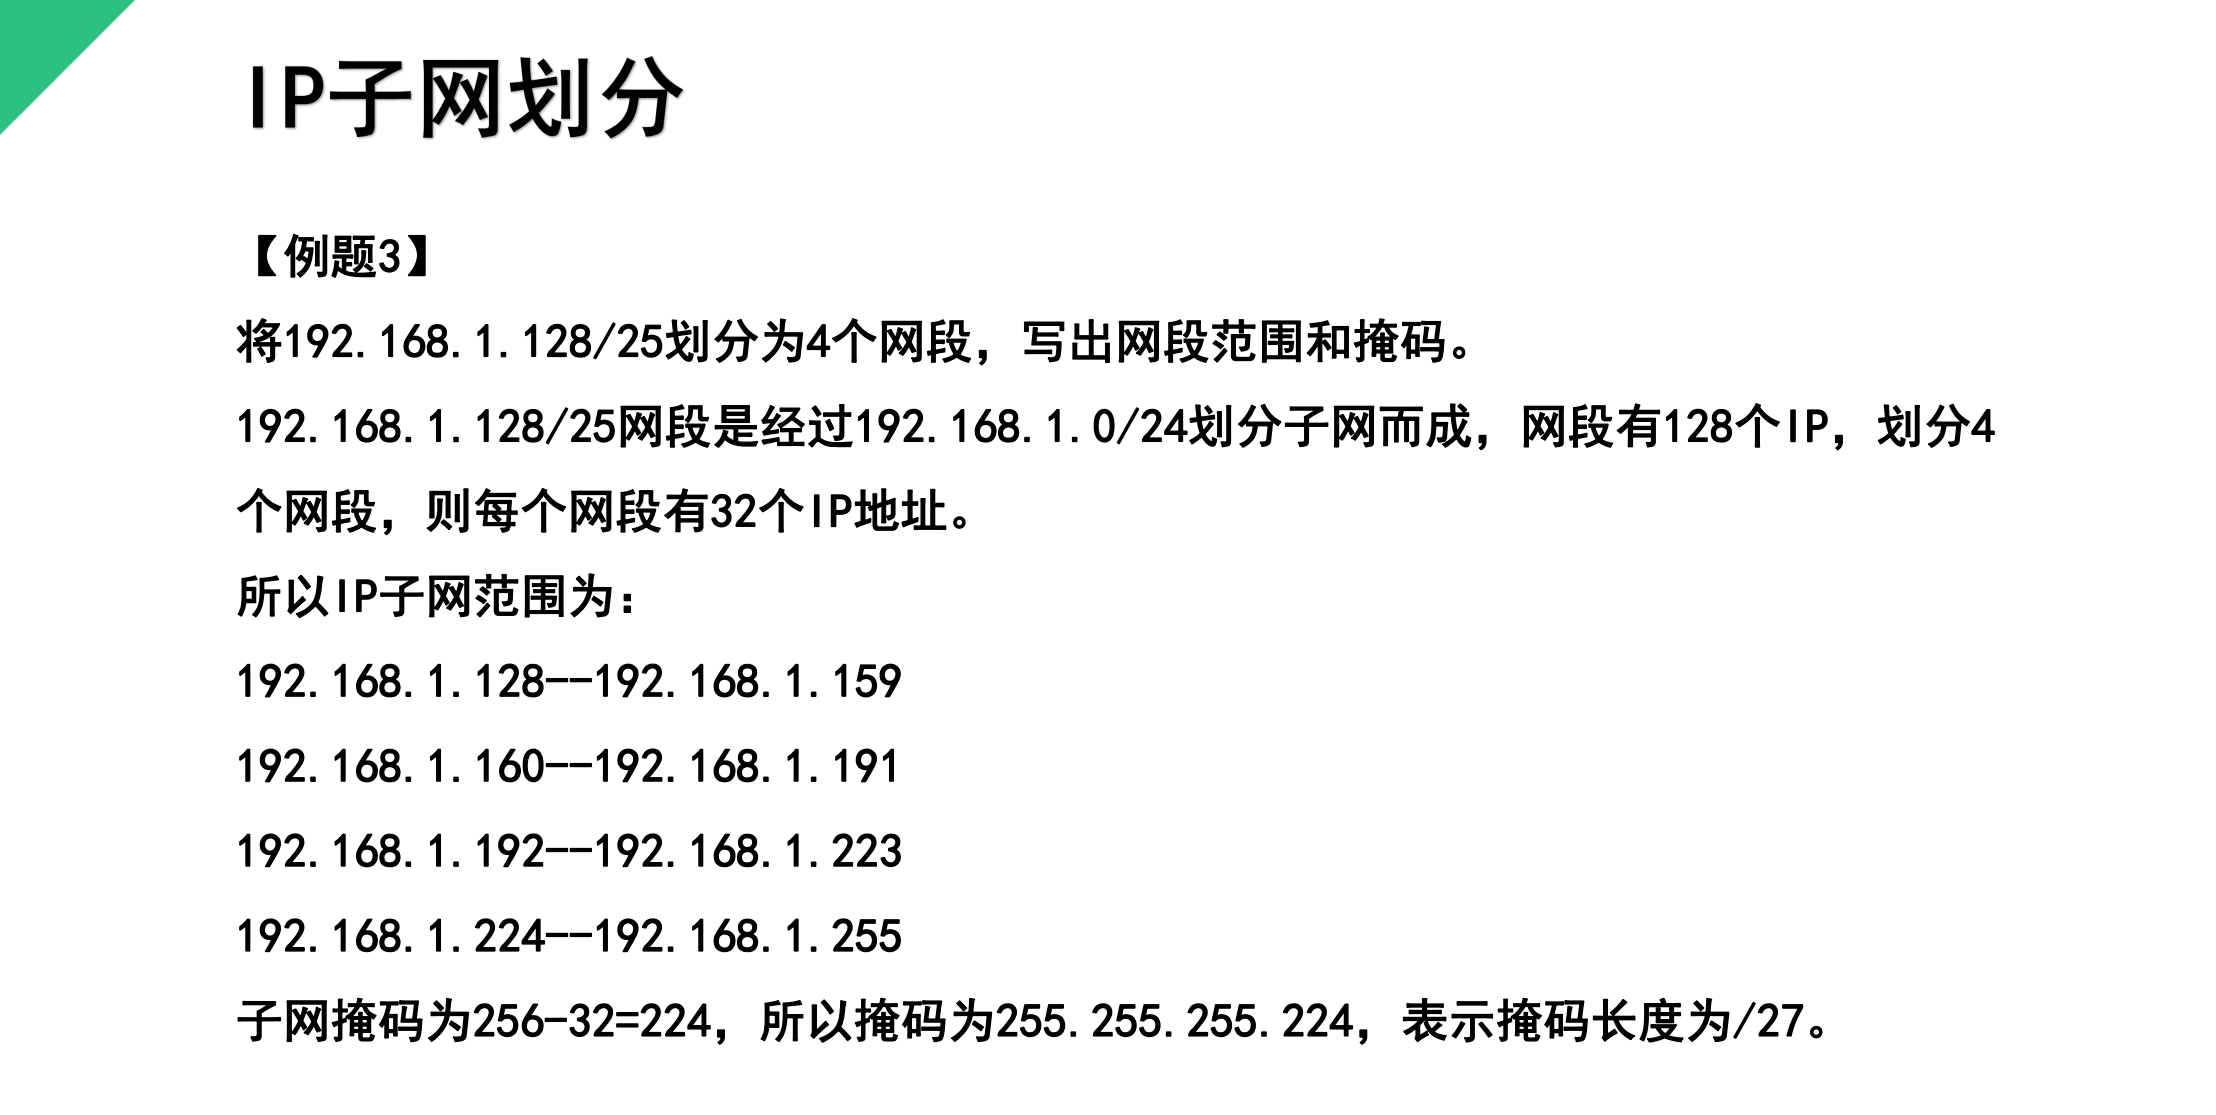 IP子网划分
【例题3】
将192.168.1.128/25划分为4个网段，写出网段范围和掩码。
192.168.1.128/25网段是经过192.168.1.0/24划分子网而成，网段有128个IP，划分4
个网段，则每个网段有32个IP地址。
所以IP子网范围为：
192.168.1.128--192.168.1.159
192.168.1.160--192.168.1.191
192.168.1.192--192.168.1.223
192.168.1.224--192.168.1.255
子网掩码为256-32=224，所以掩码为255.255.255.224，表示掩码长度为/27。